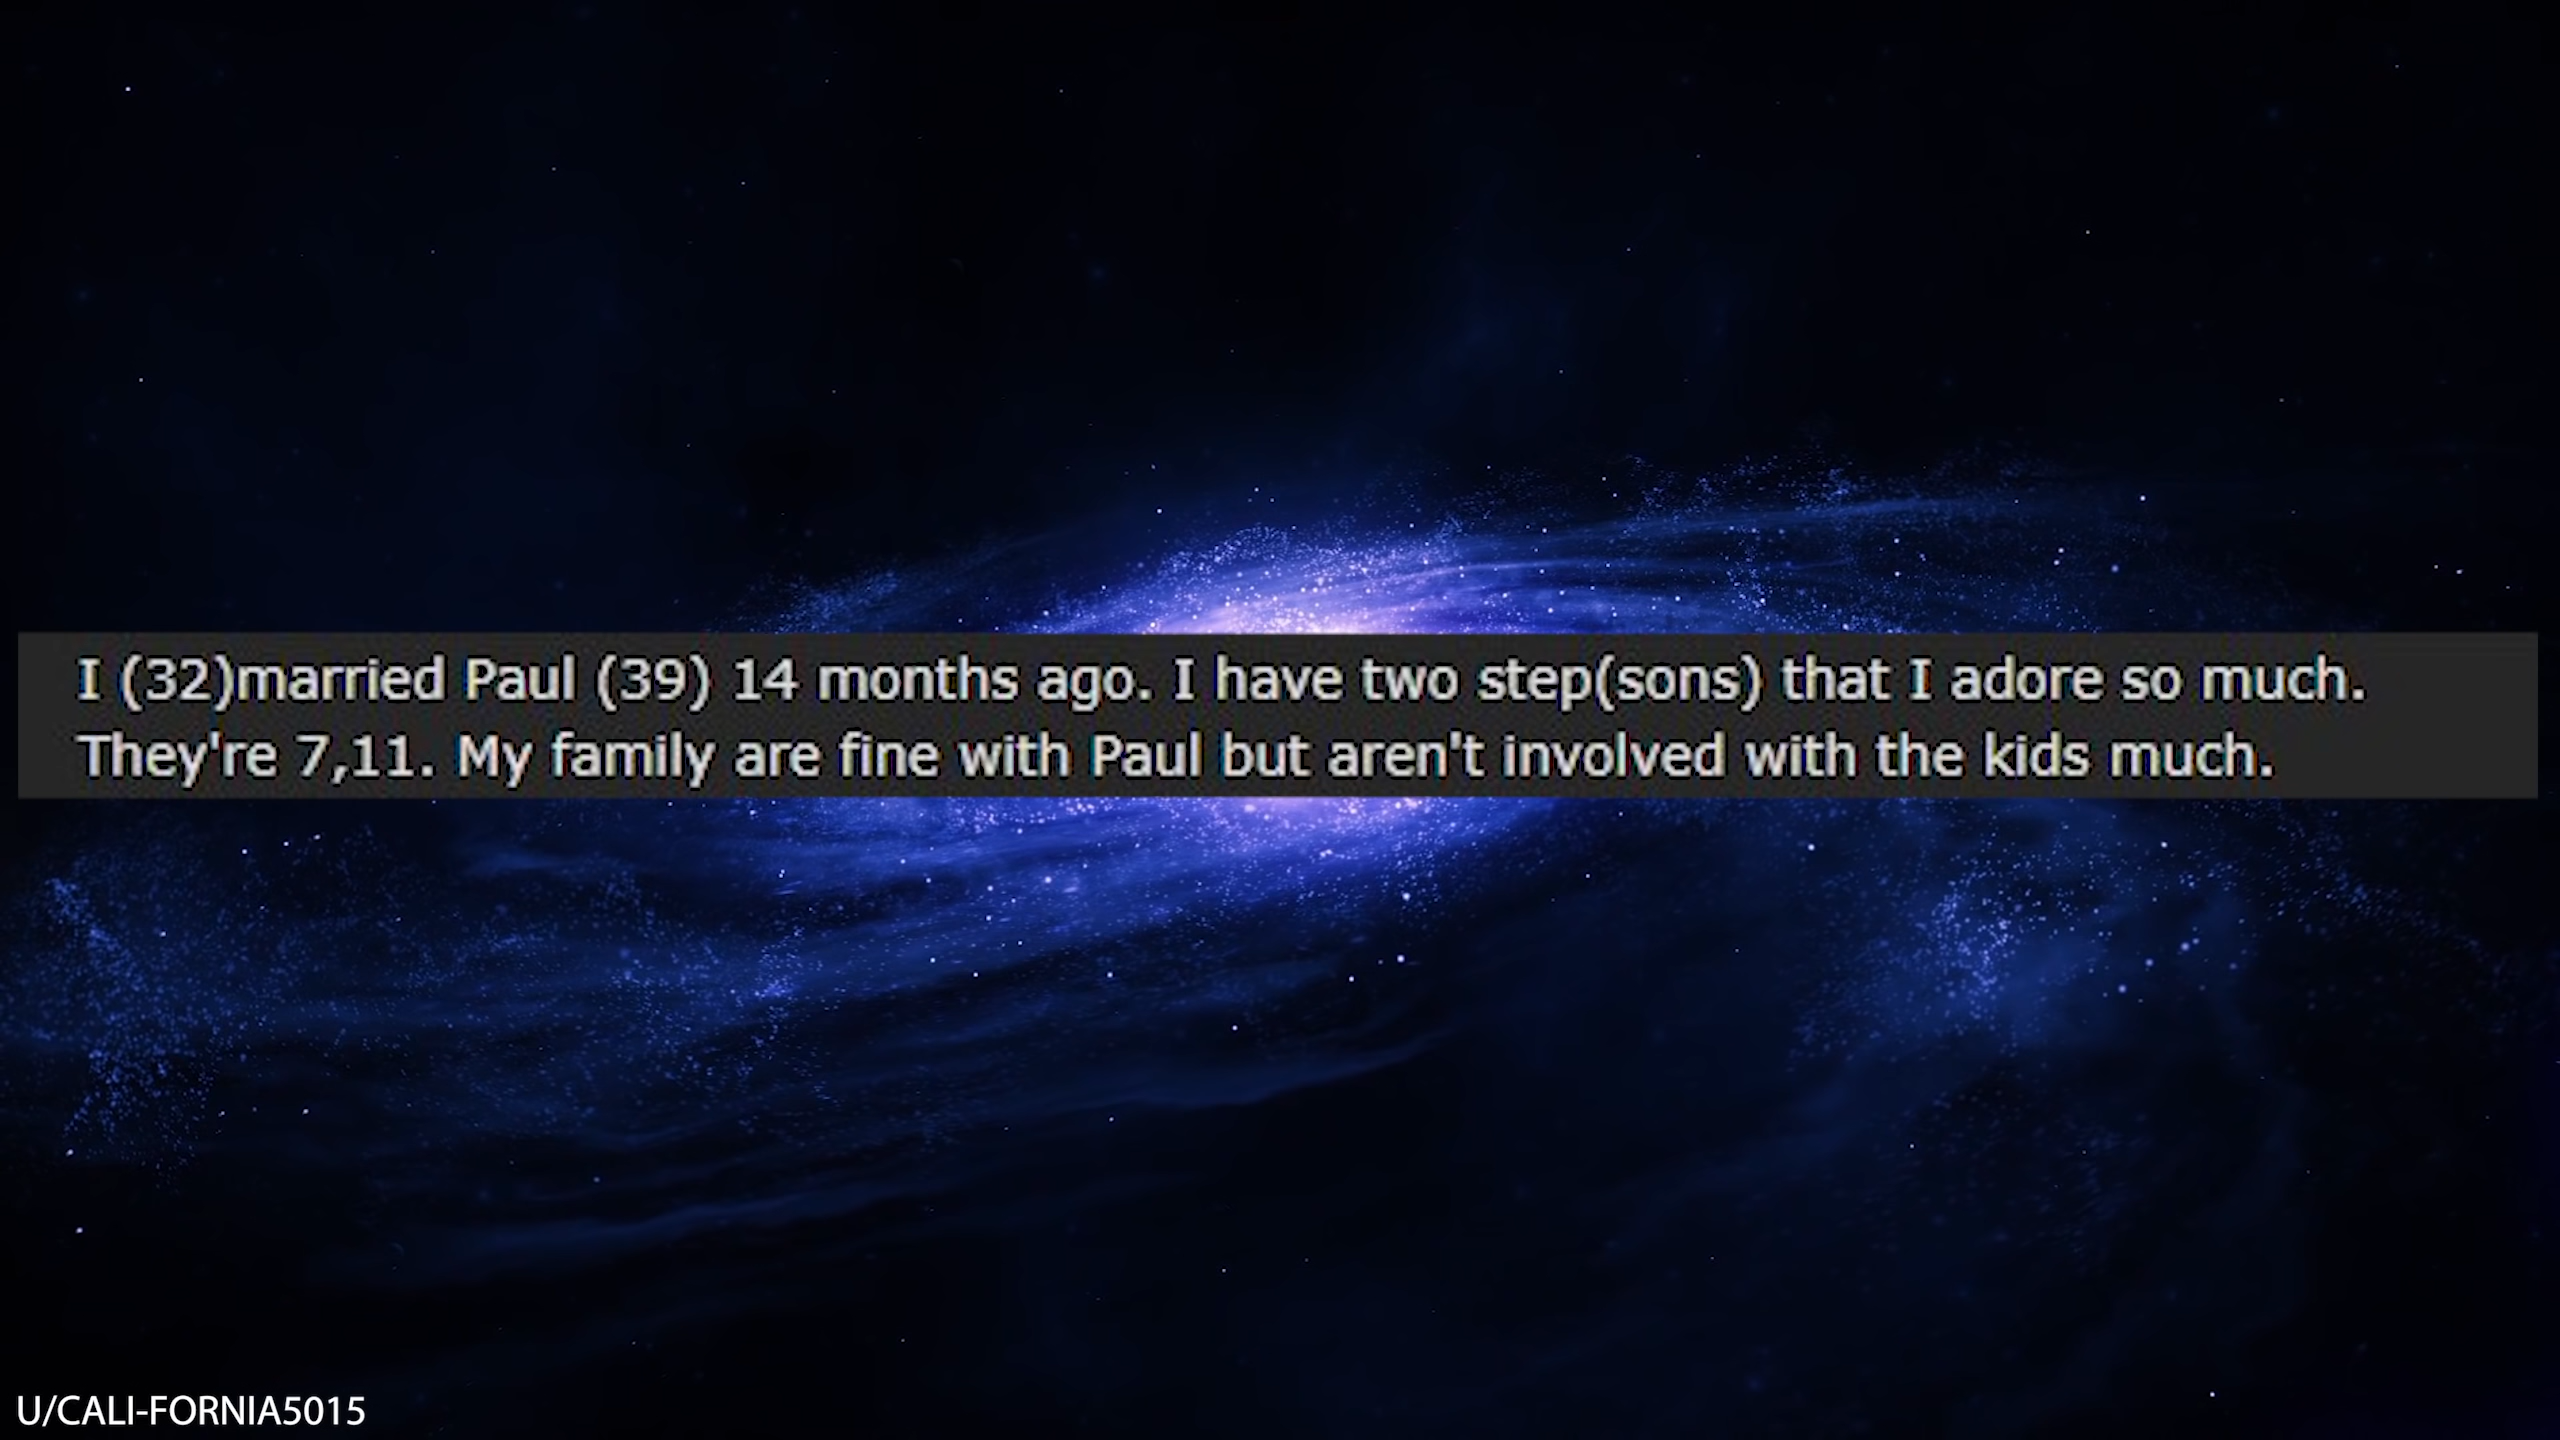 I (32)married Paul (39) 14 months ago. I have two step(sons) that I adore so much.
They're 7,11. My family are fine with Paul but aren't involved with the kids much.
U/CALI-FORNIA5015